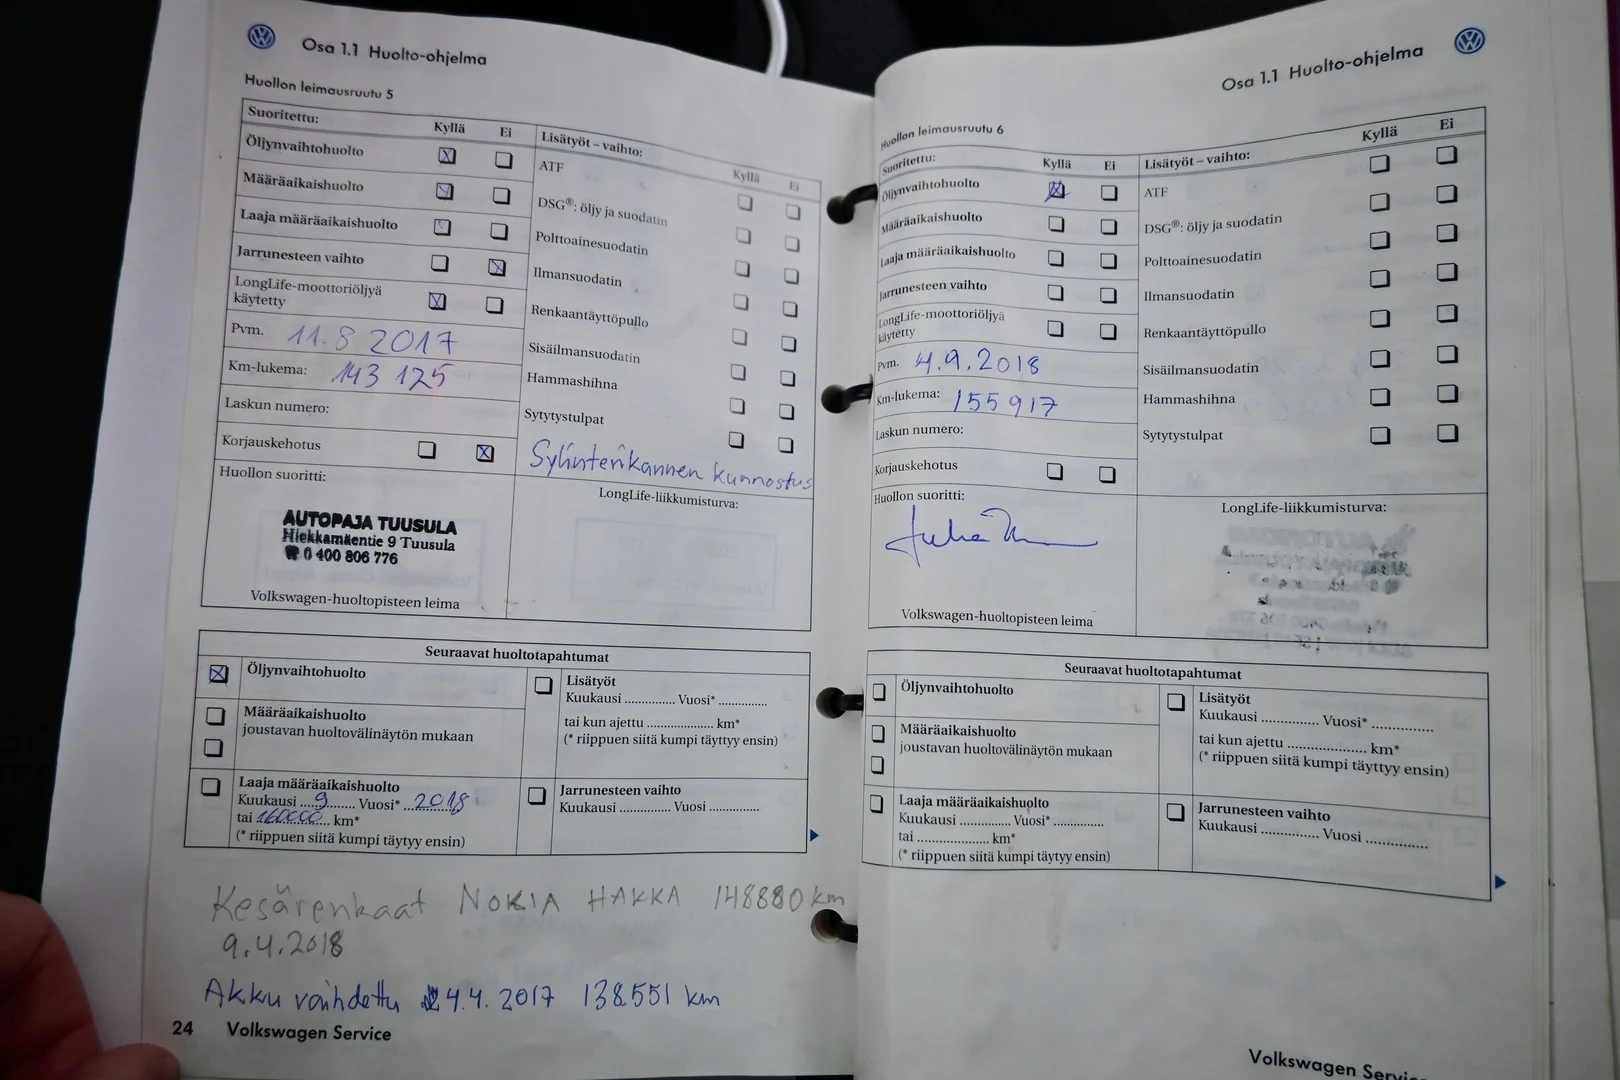 Osa 1.1 Huolto-ohjelma
Huollon leimausruutu 5
Suoritettu:
Kyllä Ei
Öljynvaihtohuolto
Määräaikaishuolto
Laaja määräaikaishuolto
Jarrunesteen vaihto
LongLife-moottoriöljyä
käytetty
Pvm. 11.8 2017
Km-lukema: 143 125
Laskun numero:
Korjauskehotus
Huollon suoritti:
AUTOPAJA TUUSULA
Hiekkamäentie 9 Tuusula
☎ 0 400 806 776
Volkswagen-huoltopisteen leima
Lisätyöt – vaihto:
Kyllä Ei
ATF
DSG®: öljy ja suodatin
Polttoainesuodatin
Ilmansuodatin
Renkaantäyttöpullo
Sisäilmansuodatin
Hammashihna
Sytytystulpat
Sylinterikannen kunnostus
LongLife-liikkumisturva:
Seuraavat huoltotapahtumat
Öljynvaihtohuolto
Määräaikaishuolto
joustavan huoltovälinäytön mukaan
Laaja määräaikaishuolto
Kuukausi ....9....... Vuosi* ..2018
tai 160000... km*
(* riippuen siitä kumpi täytyy ensin)
Lisätyöt
Kuukausi .............. Vuosi* .............
tai kun ajettu .................. km*
(* riippuen siitä kumpi täyttyy ensin)
Jarrunesteen vaihto
Kuukausi .............. Vuosi ..............
Kesärenkaat NOKIA HAKKA 148880 km
9.4.2018
Akku vaihdettu 4.4. 2017 138.551 km
24 Volkswagen Service
Osa 1.1 Huolto-ohjelma
Huollon leimausruutu 6
Suoritettu:
Kyllä Ei
Öljynvaihtohuolto
Määräaikaishuolto
Laaja määräaikaishuolto
Jarrunesteen vaihto
LongLife-moottoriöljyä
käytetty
Pvm. 4.9.2018
Km-lukema: 155917
Laskun numero:
Korjauskehotus
Huollon suoritti:
Volkswagen-huoltopisteen leima
Lisätyöt – vaihto:
Kyllä Ei
ATF
DSG®: öljy ja suodatin
Polttoainesuodatin
Ilmansuodatin
Renkaantäyttöpullo
Sisäilmansuodatin
Hammashihna
Sytytystulpat
LongLife-liikkumisturva:
Seuraavat huoltotapahtumat
Öljynvaihtohuolto
Määräaikaishuolto
joustavan huoltovälinäytön mukaan
Laaja määräaikaishuolto
Kuukausi .............. Vuosi* .............
tai .................. km*
(* riippuen siitä kumpi täytyy ensin)
Lisätyöt
Kuukausi .............. Vuosi* ................
tai kun ajettu .................... km*
(* riippuen siitä kumpi täyttyy ensin)
Jarrunesteen vaihto
Kuukausi .............. Vuosi ................
Volkswagen Servic